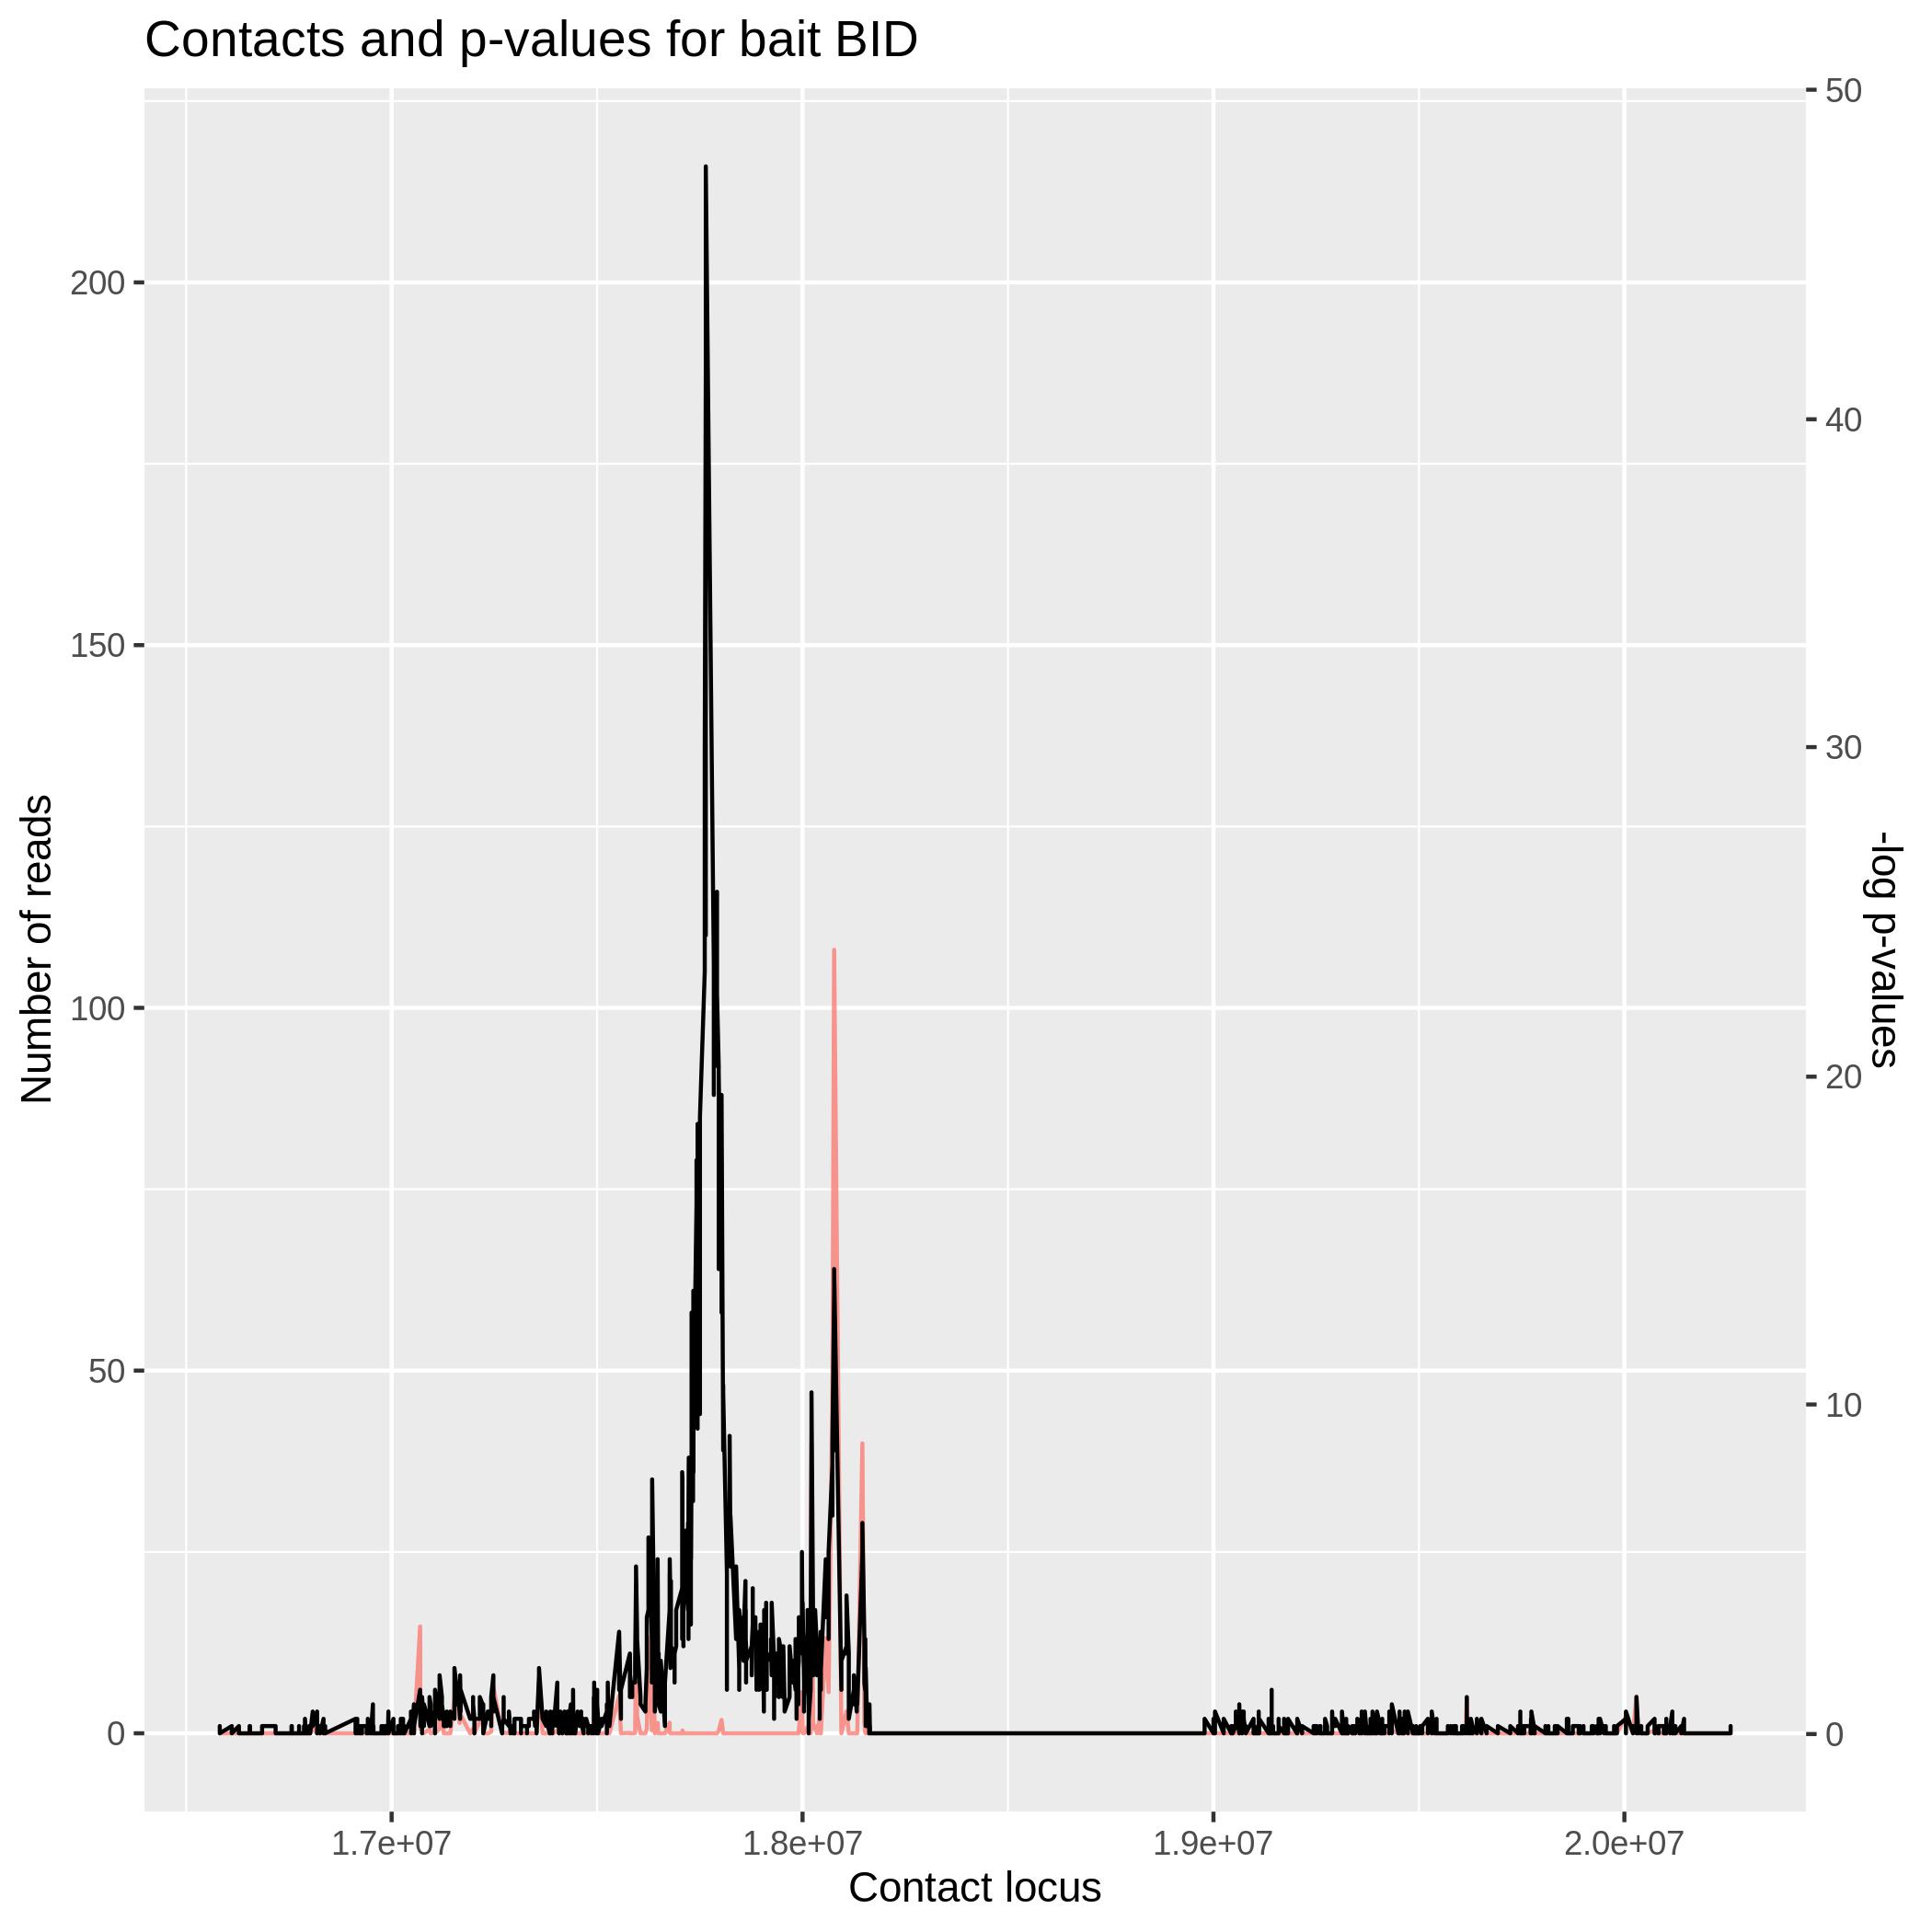 Contacts and p-values for bait BID
Number of reads
200
150
100
50
0
50
40
30
20
10
0
-log p-values
1.7e+07
1.8e+07
1.9e+07
2.0e+07
Contact locus